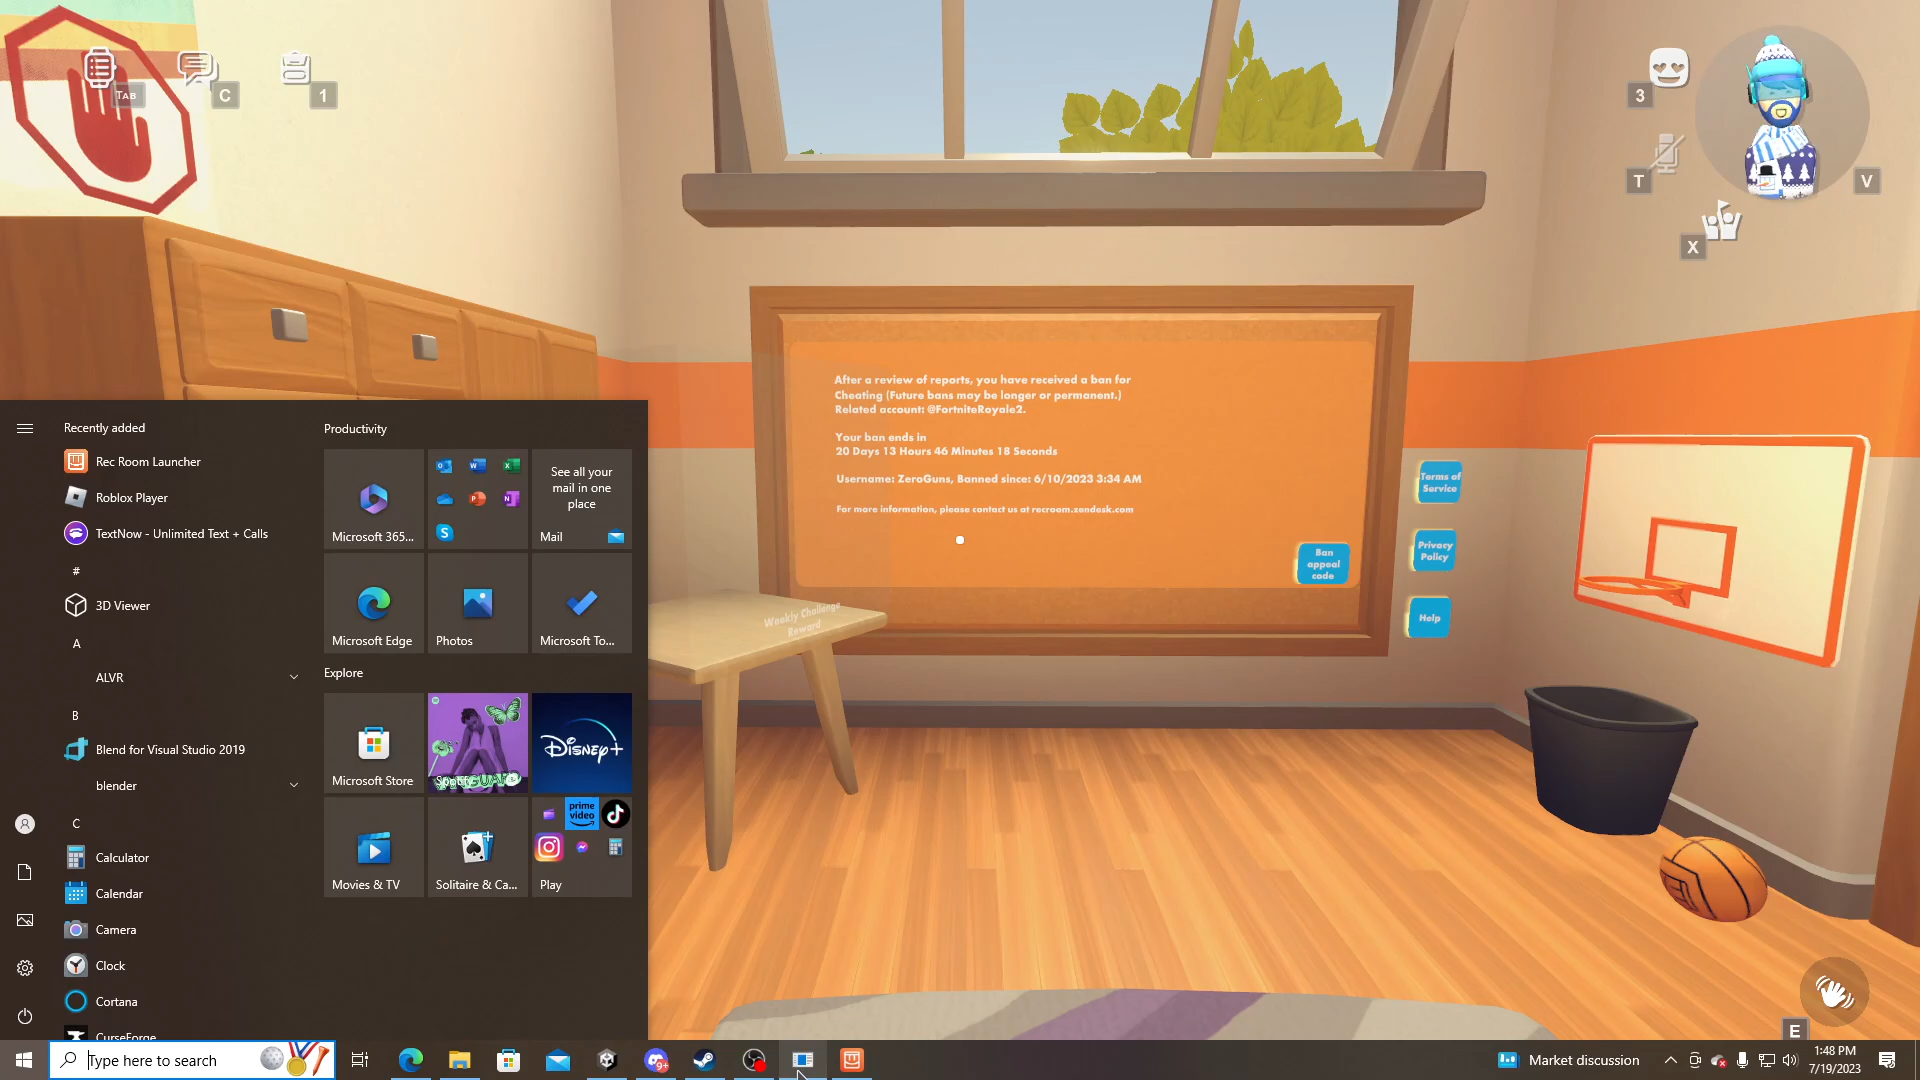 TAB
C
1
3
T
V
X
After a review of reports, you have received a ban for
Cheating (Future bans may be longer or permanent.)
Related account: @FortniteRoyale2.
Your ban ends in
20 Days 13 Hours 46 Minutes 18 Seconds
Username: ZeroGuns, Banned since: 6/10/2023 3:34 AM
For more information, please contact us at recroom.zendesk.com
Ban
appeal
code
Terms of
Service
Privacy
Policy
Help
Weekly Challenge
Reward
E
Recently added
Rec Room Launcher
Roblox Player
TextNow - Unlimited Text + Calls
#
3D Viewer
A
ALVR
B
Blend for Visual Studio 2019
blender
C
Calculator
Calendar
Camera
Clock
Cortana
CurseForge
Productivity
Microsoft 365...
See all your
mail in one
place
Mail
Microsoft Edge
Photos
Microsoft To...
Explore
Microsoft Store
Spotify
Disney+
Movies & TV
Solitaire & Ca...
prime
video
Play
Type here to search
9+
Market discussion
1:48 PM
7/19/2023